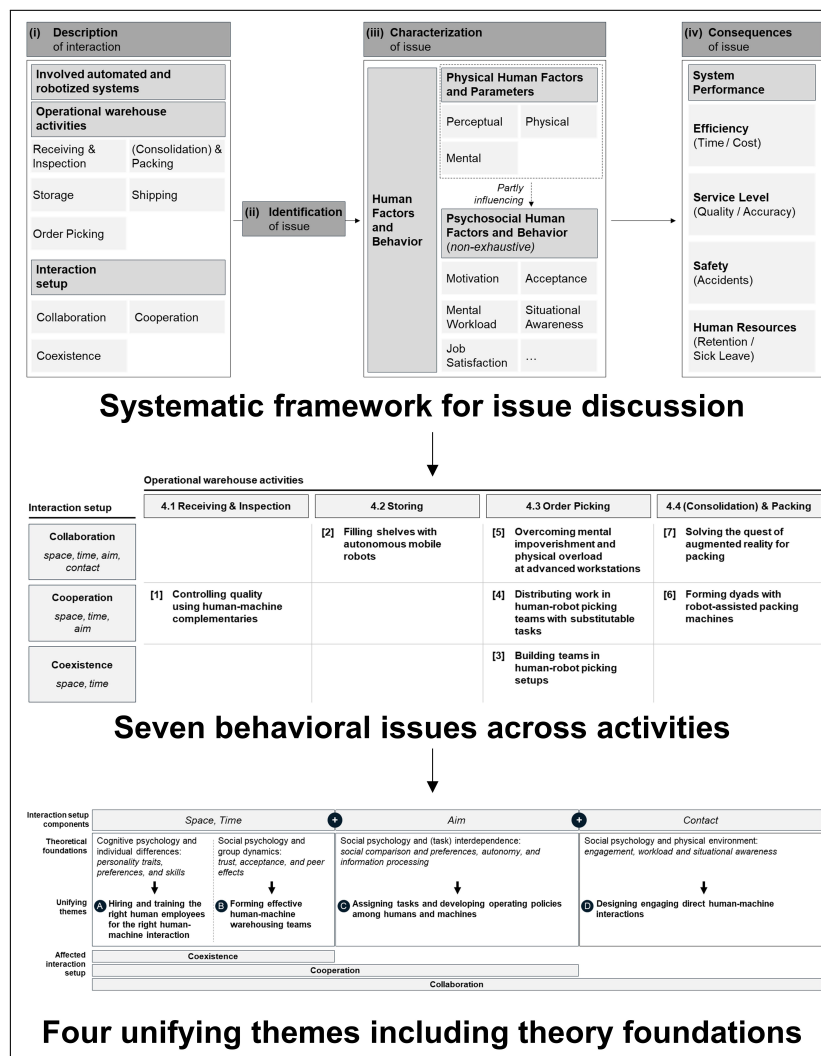 (i) Description
of interaction
(iii) Characterization
of issue
(iv) Consequences
of issue
Involved automated and
robotized systems
Operational warehouse
activities
Receiving &
Inspection
(Consolidation) &
Packing
Storage
Shipping
Order Picking
Interaction
setup
Collaboration
Cooperation
Coexistence
(ii) Identification
of issue
Human
Factors
and
Behavior
Physical Human Factors
and Parameters
Perceptual
Physical
Mental
Partly
influencing
Psychosocial Human
Factors and Behavior
(non-exhaustive)
Motivation
Acceptance
Mental
Workload
Situational
Awareness
Job
Satisfaction
...
System
Performance
Efficiency
(Time / Cost)
Service Level
(Quality / Accuracy)
Safety
(Accidents)
Human Resources
(Retention /
Sick Leave)
Systematic framework for issue discussion
Operational warehouse activities
Interaction setup
4.1 Receiving & Inspection
4.2 Storing
4.3 Order Picking
4.4 (Consolidation) & Packing
Collaboration
space, time, aim,
contact
[2] Filling shelves with
autonomous mobile
robots
[5] Overcoming mental
impoverishment and
physical overload
at advanced workstations
[7] Solving the quest of
augmented reality for
packing
Cooperation
space, time,
aim
[1] Controlling quality
using human-machine
complementaries
[4] Distributing work in
human-robot picking
teams with substitutable
tasks
[6] Forming dyads with
robot-assisted packing
machines
Coexistence
space, time
[3] Building teams in
human-robot picking
setups
Seven behavioral issues across activities
Interaction setup
components
Space, Time
+
Aim
+
Contact
Theoretical
foundations
Cognitive psychology and
individual differences:
personality traits,
preferences, and skills
Social psychology and
group dynamics:
trust, acceptance, and peer
effects
Social psychology and (task) interdependence:
social comparison and preferences, autonomy, and
information processing
Social psychology and physical environment:
engagement, workload and situational awareness
Unifying
themes
A Hiring and training the
right human employees
for the right human-
machine interaction
B Forming effective
human-machine
warehousing teams
C Assigning tasks and developing operating policies
among humans and machines
D Designing engaging direct human-machine
interactions
Affected
interaction
setup
Coexistence
Cooperation
Collaboration
Four unifying themes including theory foundations